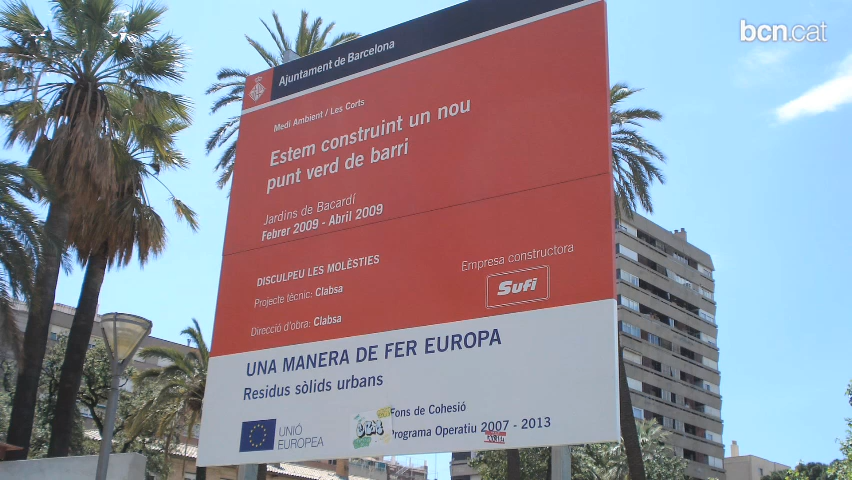 bcn.cat
Ajuntament de Barcelona
Medi Ambient / Les Corts
Estem construint un nou
punt verd de barri
Jardins de Bacardí
Febrer 2009 - Abril 2009
DISCULPEU LES MOLÈSTIES
Projecte tècnic: Clabsa
Direcció d'obra: Clabsa
Empresa constructora
Sufi
UNA MANERA DE FER EUROPA
Residus sòlids urbans
UNIÓ
EUROPEA
Fons de Cohesió
Programa Operatiu 2007 - 2013